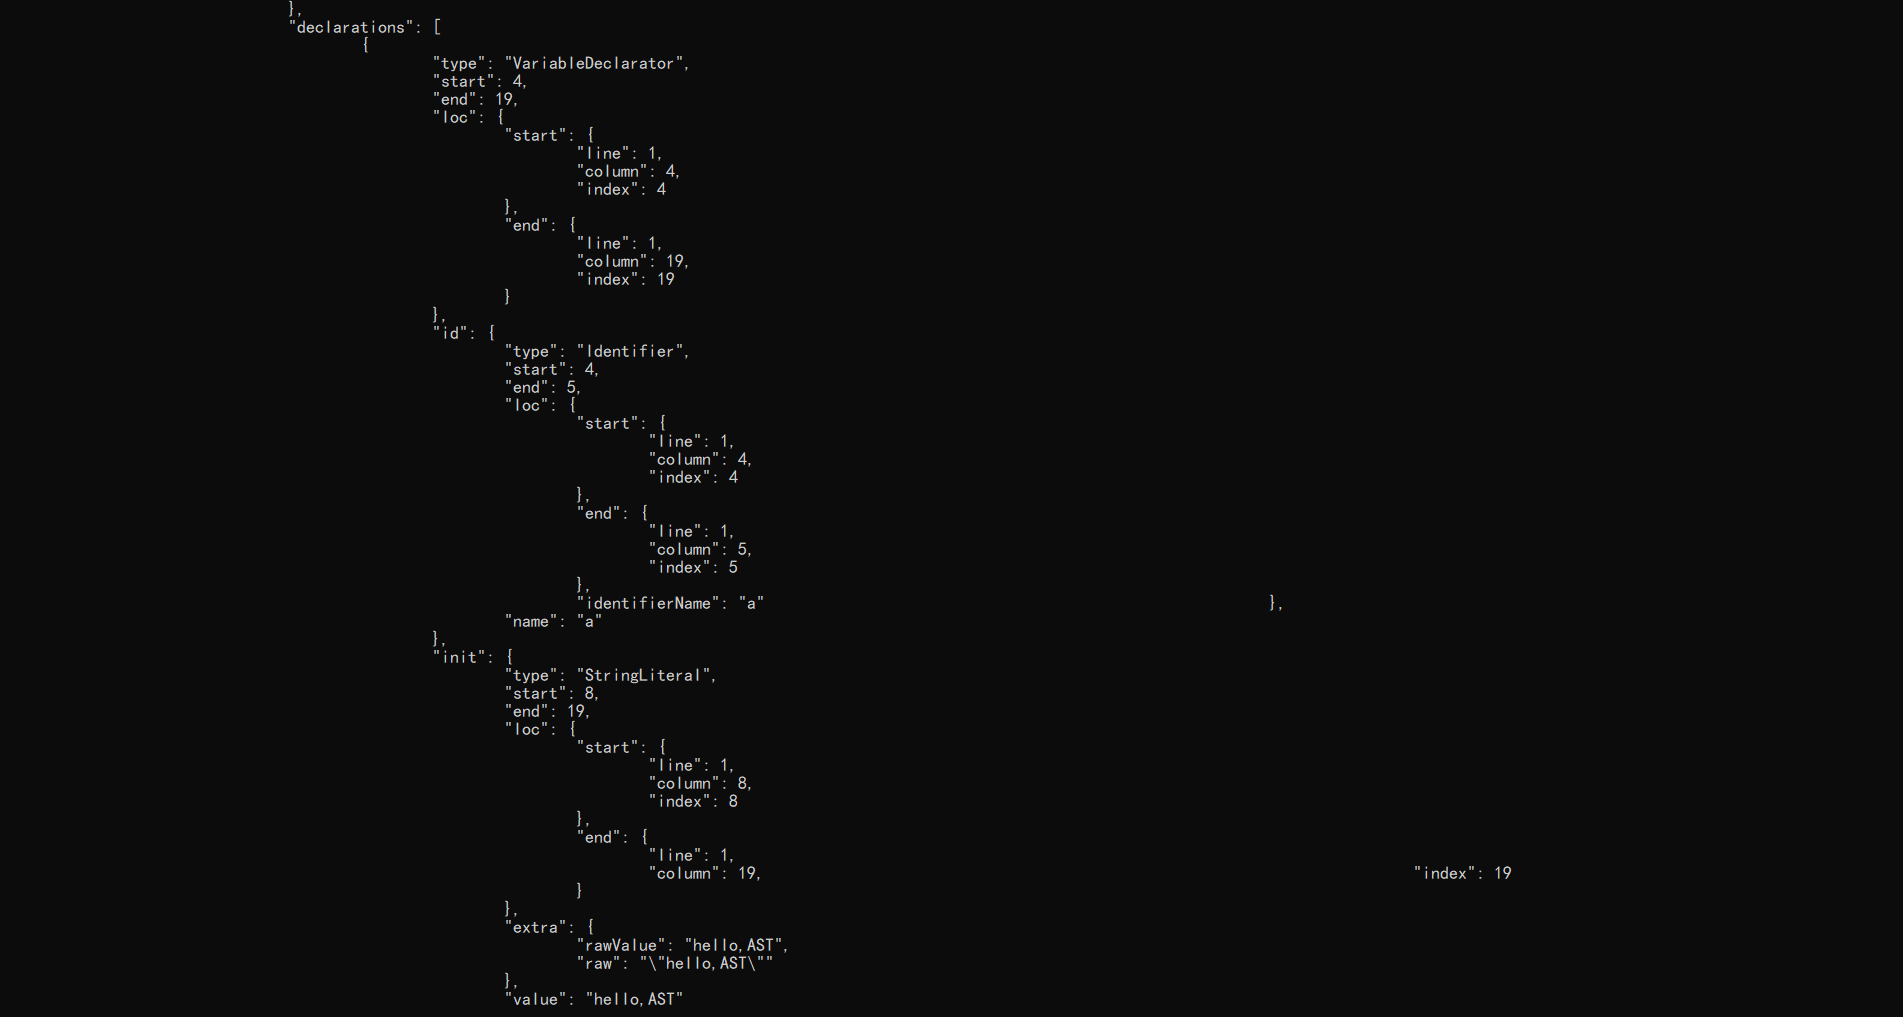 },
"declarations": [
{
"type": "VariableDeclarator",
"start": 4,
"end": 19,
"loc": {
"start": {
"line": 1,
"column": 4,
"index": 4
},
"end": {
"line": 1,
"column": 19,
"index": 19
}
},
"id": {
"type": "Identifier",
"start": 4,
"end": 5,
"loc": {
"start": {
"line": 1,
"column": 4,
"index": 4
},
"end": {
"line": 1,
"column": 5,
"index": 5
},
"identifierName": "a" },
"name": "a"
},
"init": {
"type": "StringLiteral",
"start": 8,
"end": 19,
"loc": {
"start": {
"line": 1,
"column": 8,
"index": 8
},
"end": {
"line": 1,
"column": 19, "index": 19
}
},
"extra": {
"rawValue": "hello,AST",
"raw": "\"hello,AST\""
},
"value": "hello,AST"